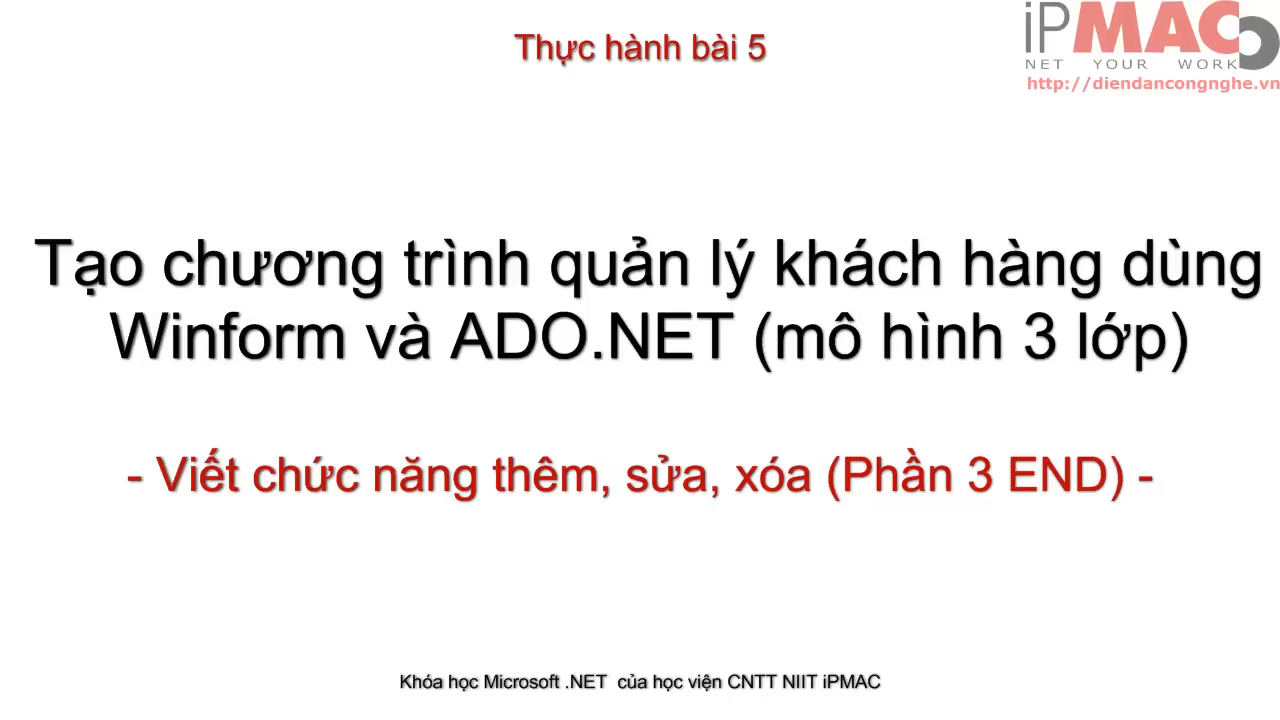 Thực hành bài 5
iPMAC
NET YOUR WORK
http://diendancongnghe.vn
Tạo chương trình quản lý khách hàng dùng
Winform và ADO.NET (mô hình 3 lớp)
- Viết chức năng thêm, sửa, xóa (Phần 3 END) -
Khóa học Microsoft .NET của học viện CNTT NIIT iPMAC